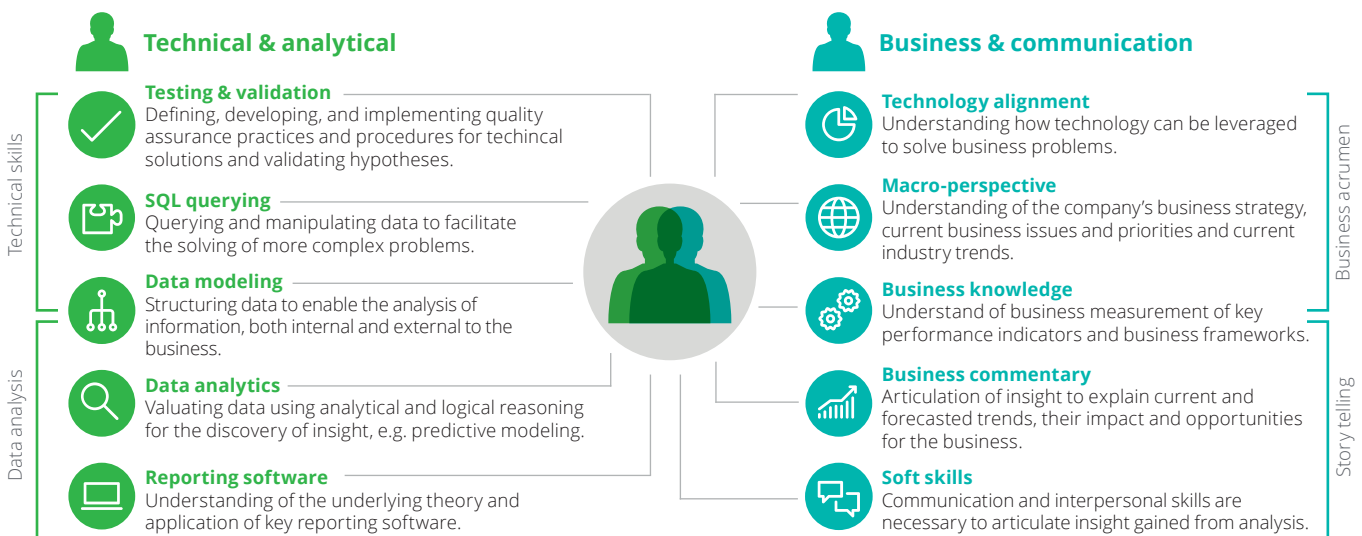 Technical & analytical
Technical skills
Data analysis
Testing & validation
Defining, developing, and implementing quality
assurance practices and procedures for techincal
solutions and validating hypotheses.
SQL querying
Querying and manipulating data to facilitate
the solving of more complex problems.
Data modeling
Structuring data to enable the analysis of
information, both internal and external to the
business.
Data analytics
Valuating data using analytical and logical reasoning
for the discovery of insight, e.g. predictive modeling.
Reporting software
Understanding of the underlying theory and
application of key reporting software.
Business & communication
Technology alignment
Understanding how technology can be leveraged
to solve business problems.
Macro-perspective
Understanding of the company’s business strategy,
current business issues and priorities and current
industry trends.
Business knowledge
Understand of business measurement of key
performance indicators and business frameworks.
Business commentary
Articulation of insight to explain current and
forecasted trends, their impact and opportunities
for the business.
Soft skills
Communication and interpersonal skills are
necessary to articulate insight gained from analysis.
Business acrumen
Story telling